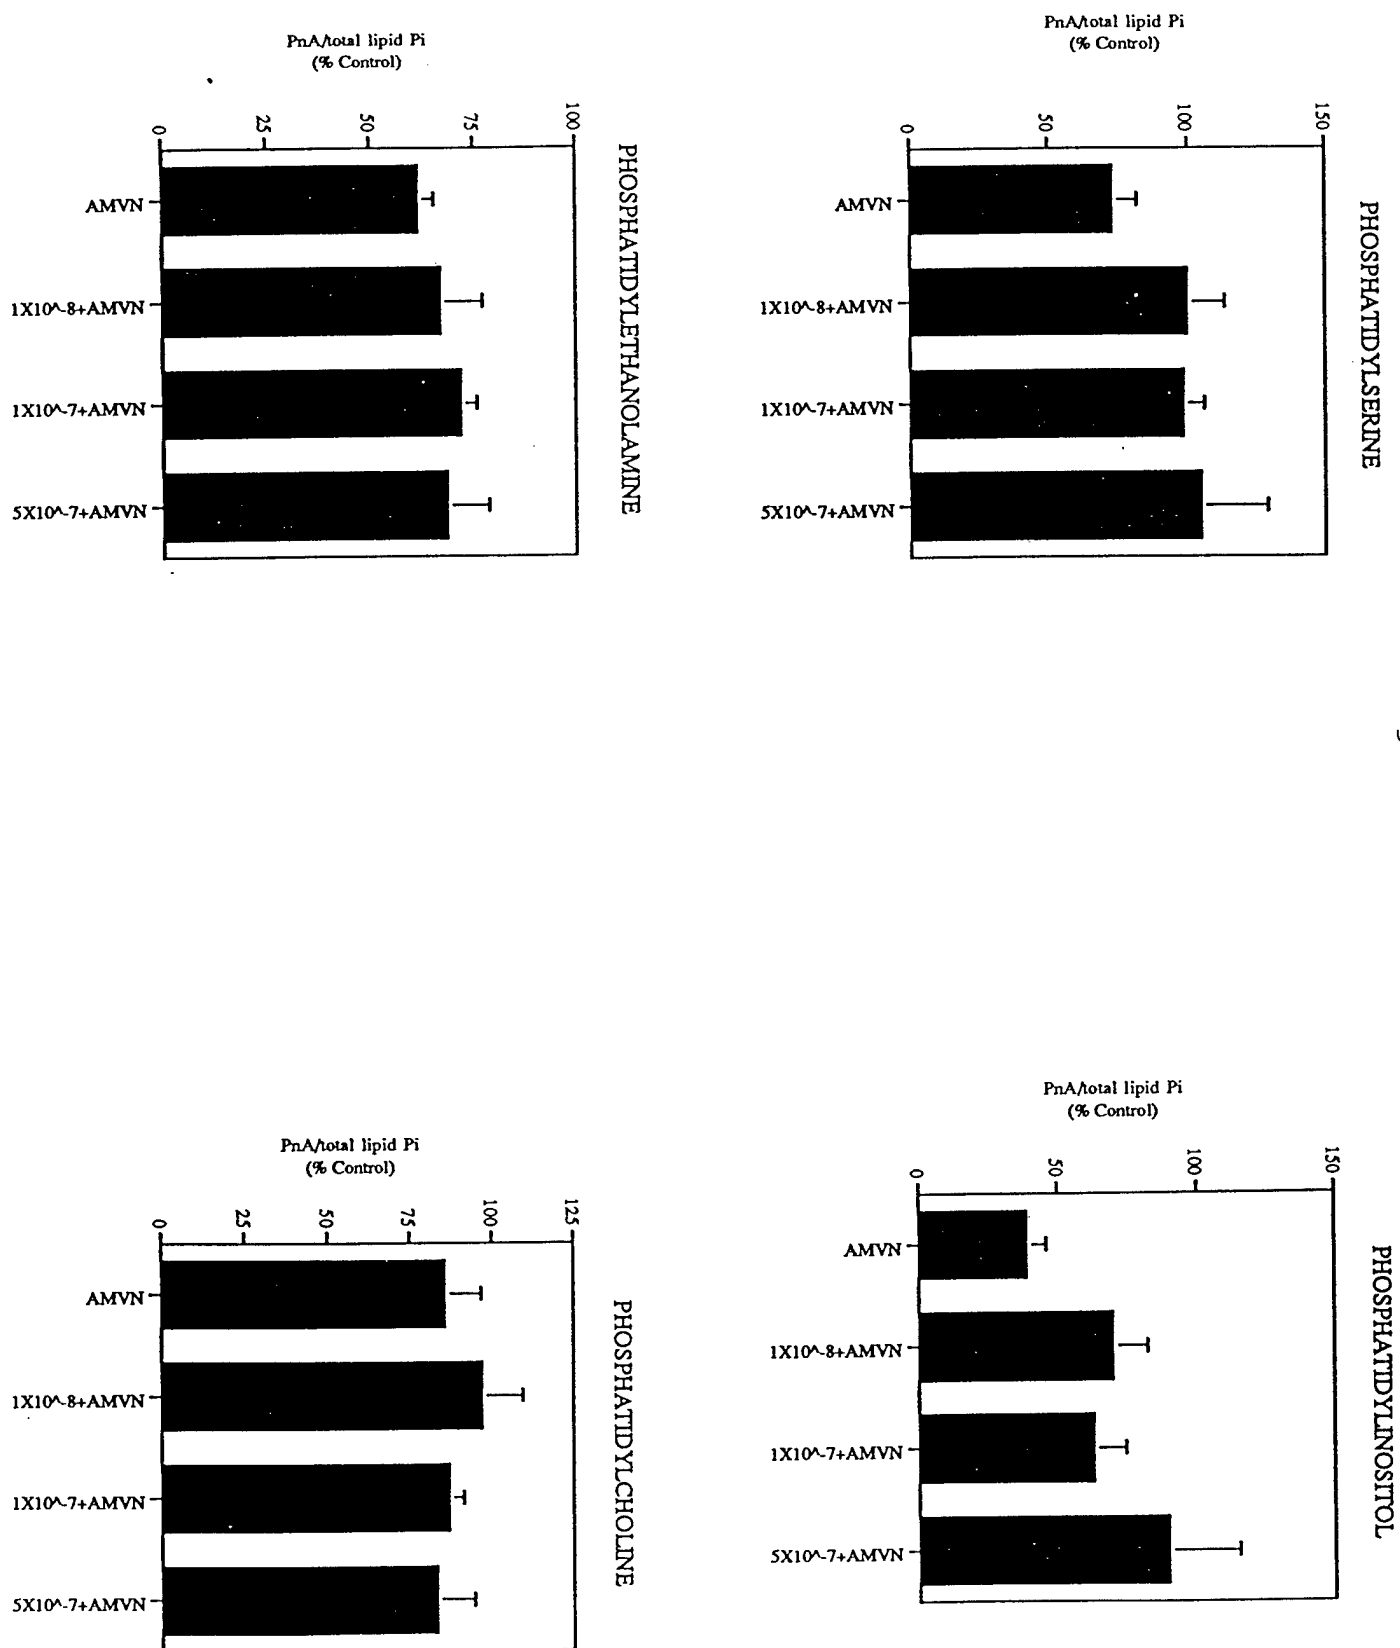 PHOSPHATIDYLSERINE
PnA/total lipid Pi
(% Control)
150
100
50
0
AMVN
1X10^-8+AMVN
1X10^-7+AMVN
5X10^-7+AMVN
PHOSPHATIDYLINOSITOL
PnA/total lipid Pi
(% Control)
150
100
50
0
AMVN
1X10^-8+AMVN
1X10^-7+AMVN
5X10^-7+AMVN
PHOSPHATIDYLETHANOLAMINE
PnA/total lipid Pi
(% Control)
100
75
50
25
0
AMVN
1X10^-8+AMVN
1X10^-7+AMVN
5X10^-7+AMVN
PHOSPHATIDYLCHOLINE
PnA/total lipid Pi
(% Control)
125
100
75
50
25
0
AMVN
1X10^-8+AMVN
1X10^-7+AMVN
5X10^-7+AMVN